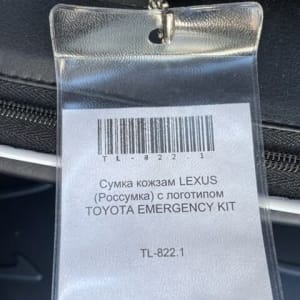 TL-822.1
Сумка кожзам LEXUS
(Россумка) с логотипом
TOYOTA EMERGENCY KIT
TL-822.1